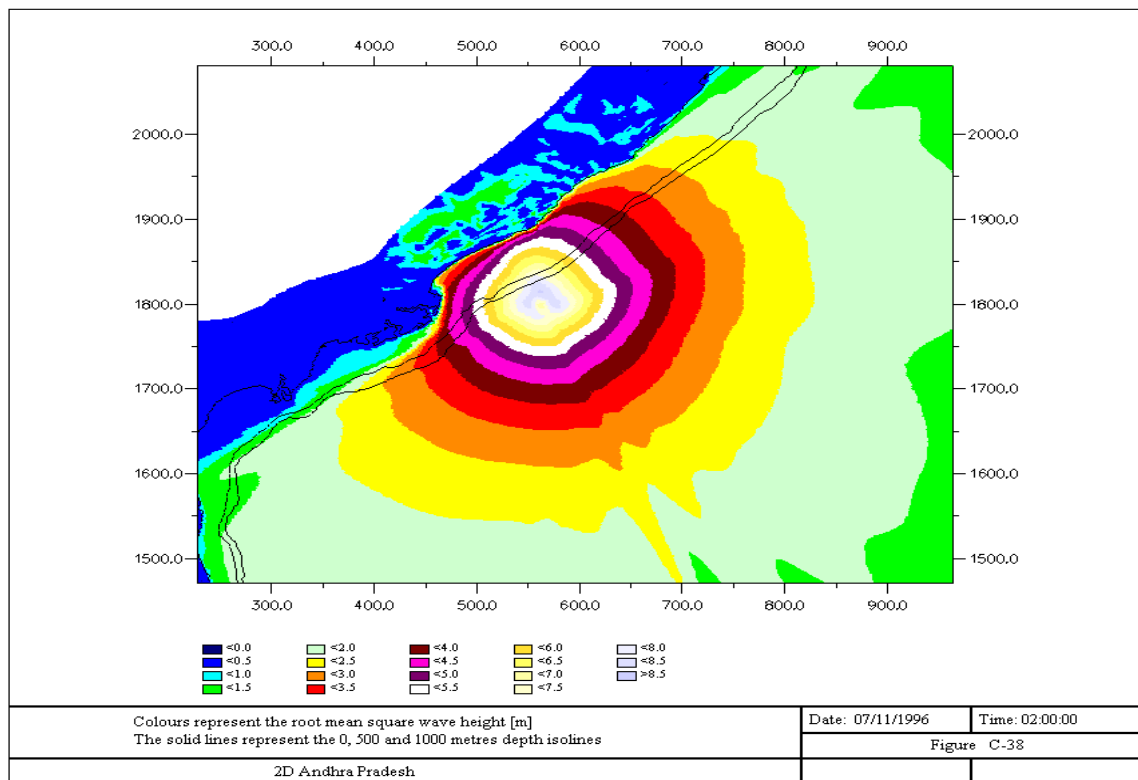 300.0 400.0 500.0 600.0 700.0 800.0 900.0
2000.0 2000.0
1900.0 1900.0
1800.0 1800.0
1700.0 1700.0
1600.0 1600.0
1500.0 1500.0
300.0 400.0 500.0 600.0 700.0 800.0 900.0
<0.0 <2.0 <4.0 <6.0 <8.0
<0.5 <2.5 <4.5 <6.5 <8.5
<1.0 <3.0 <5.0 <7.0 >8.5
<1.5 <3.5 <5.5 <7.5
Colours represent the root mean square wave height [m] Date: 07/11/1996 Time: 02:00:00
The solid lines represent the 0, 500 and 1000 metres depth isolines Figure C-38
2D Andhra Pradesh